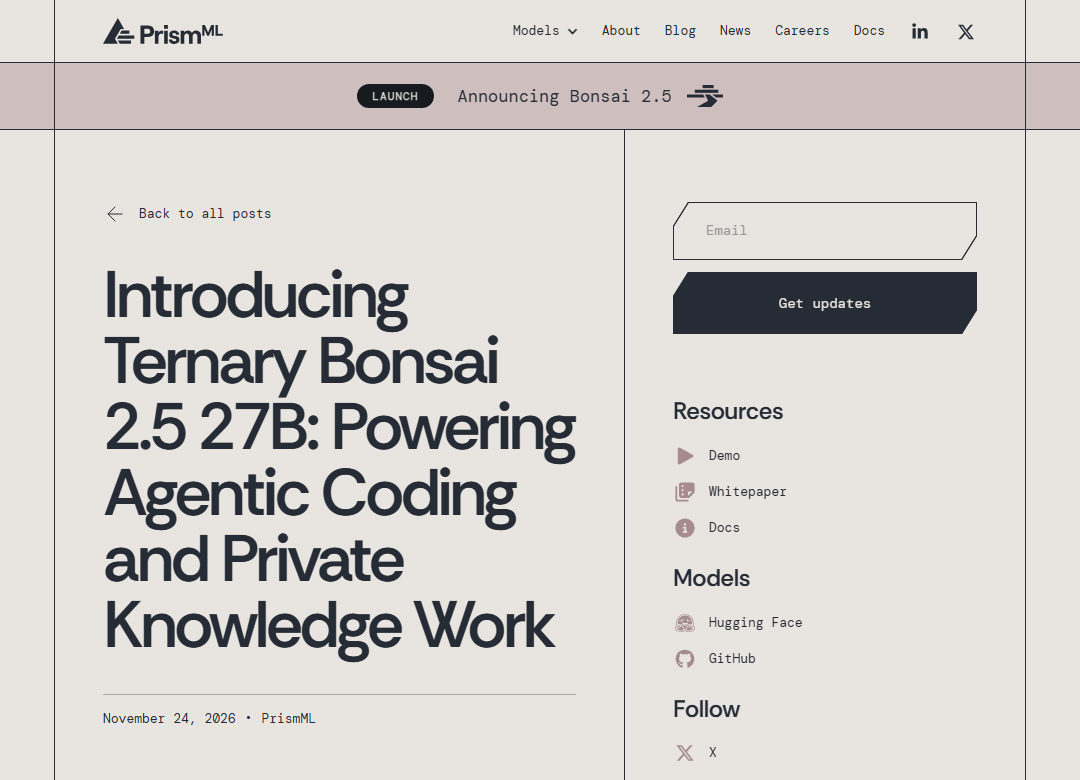 PrismML
Models About Blog News Careers Docs
LAUNCH Announcing Bonsai 2.5
Back to all posts
Introducing
Ternary Bonsai
2.5 27B: Powering
Agentic Coding
and Private
Knowledge Work
November 24, 2026 • PrismML
Email
Get updates
Resources
Demo
Whitepaper
Docs
Models
Hugging Face
GitHub
Follow
X